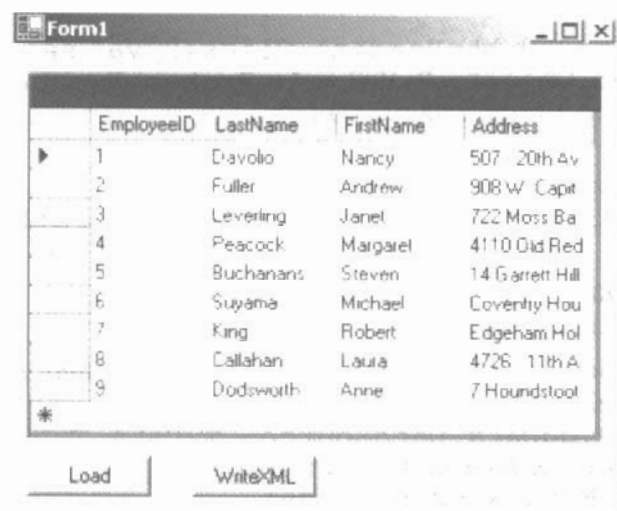 Form1
EmployeeID LastName FirstName Address
1 Davolio Nancy 507 20th Av
2 Fuller Andrew 908 W. Capit
3 Leverling Janet 722 Moss Ba
4 Peacock Margaret 4110 Old Red
5 Buchanans Steven 14 Garrett Hill
6 Suyama Michael Coventry Hou
7 King Robert Edgeham Hol
8 Callahan Laura 4726 11th A
9 Dodsworth Anne 7 Houndstoot
Load WriteXML